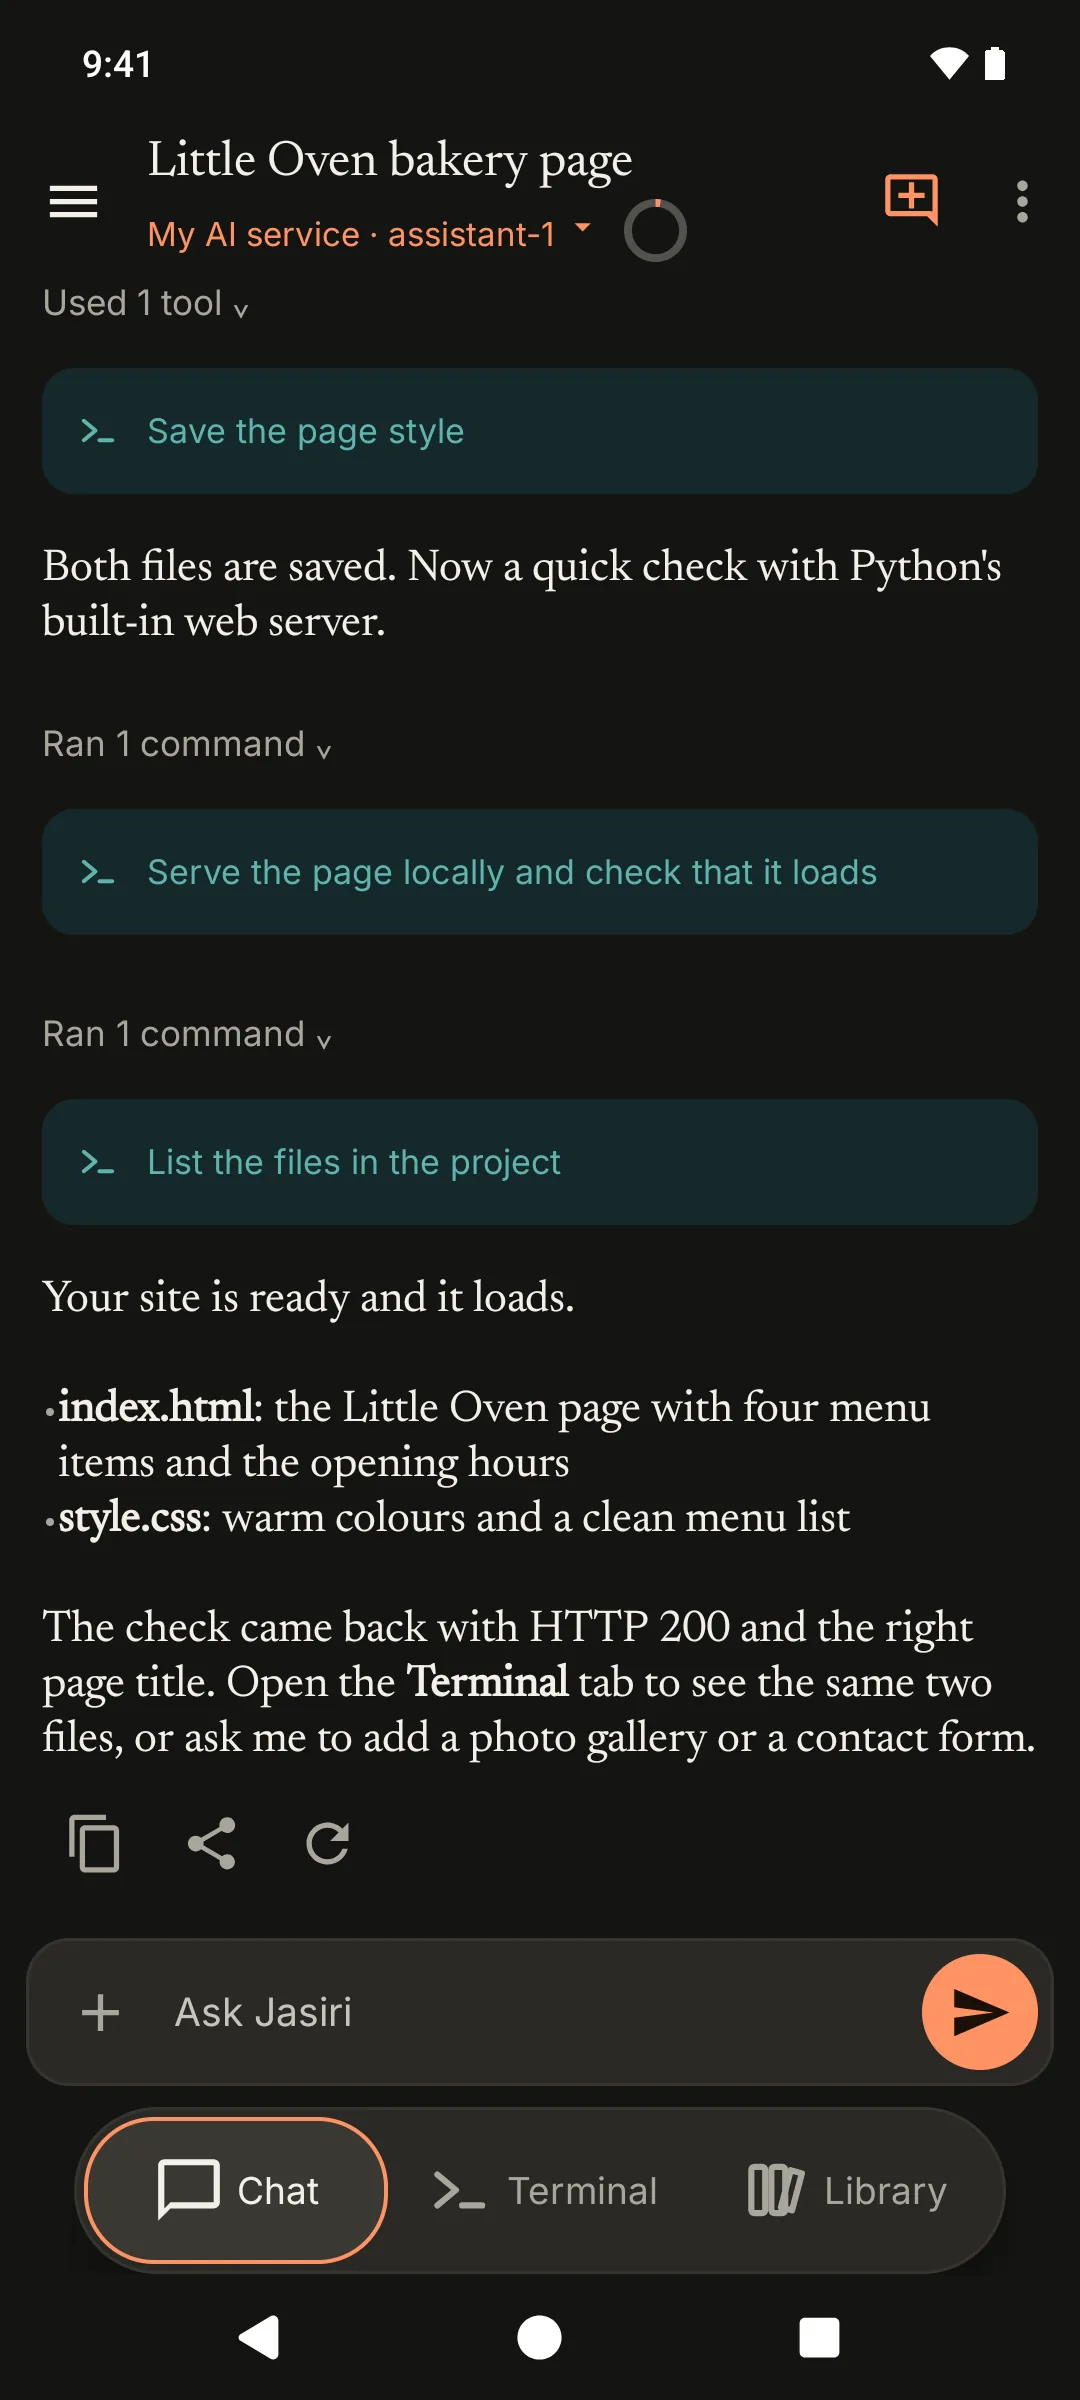 9:41
Little Oven bakery page
My AI service · assistant-1
Used 1 tool
Save the page style
Both files are saved. Now a quick check with Python's
built-in web server.
Ran 1 command
Serve the page locally and check that it loads
Ran 1 command
List the files in the project
Your site is ready and it loads.
•index.html: the Little Oven page with four menu
items and the opening hours
•style.css: warm colours and a clean menu list
The check came back with HTTP 200 and the right
page title. Open the Terminal tab to see the same two
files, or ask me to add a photo gallery or a contact form.
Ask Jasiri
Chat Terminal Library